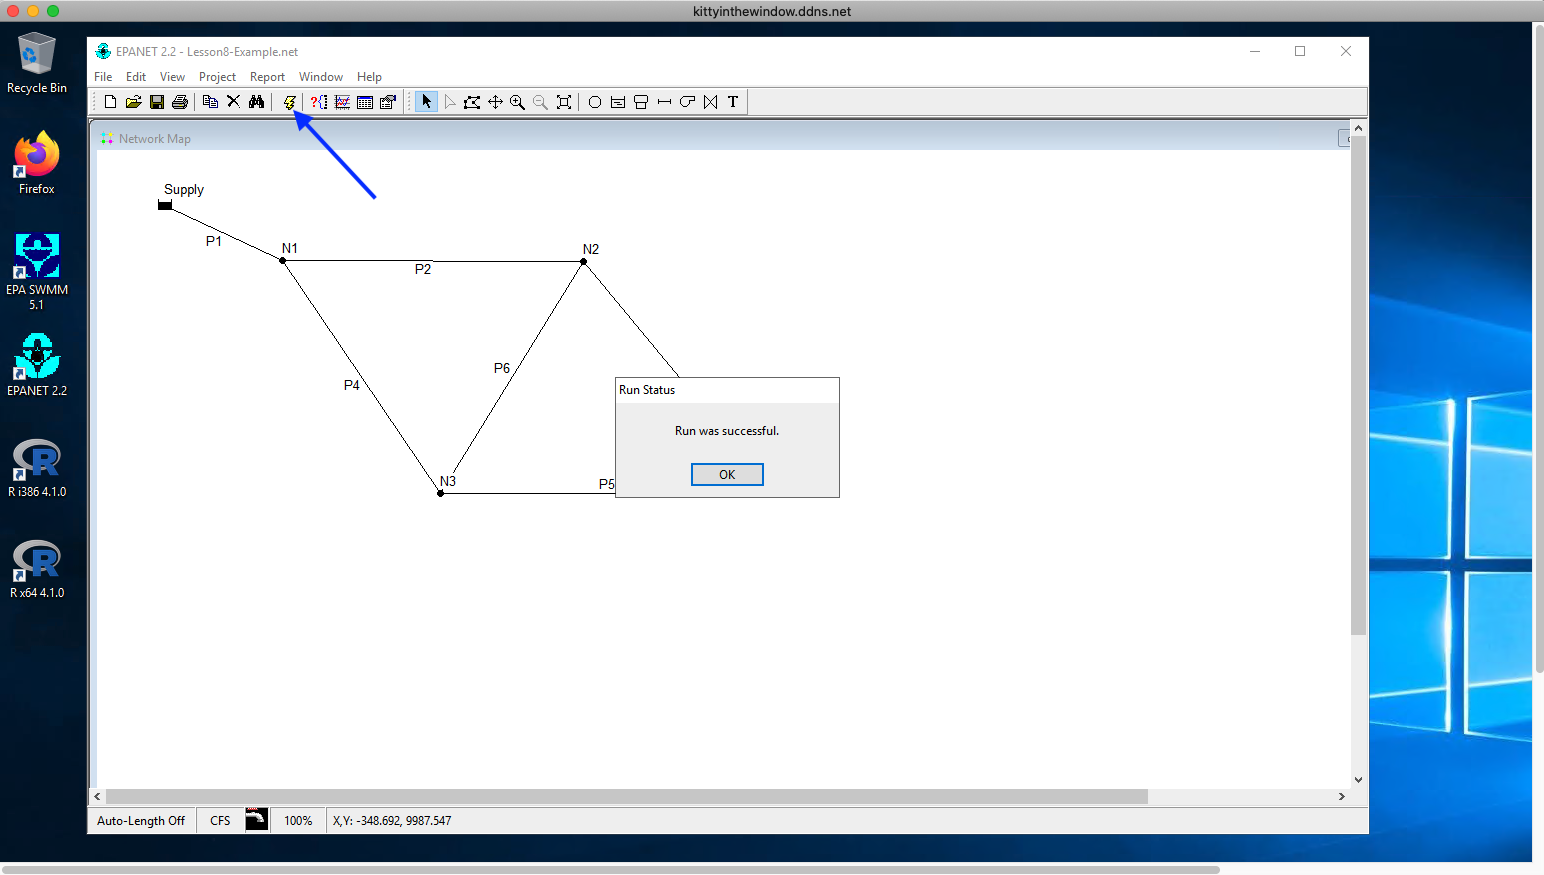 kittyinthewindow.ddns.net
Recycle Bin
Firefox
EPA SWMM
5.1
EPANET 2.2
R i386 4.1.0
R x64 4.1.0
EPANET 2.2 - Lesson8-Example.net
File Edit View Project Report Window Help
?{} T
Network Map
Supply
P1
N1
N2
P2
P6
P4
N3
P5
Run Status
Run was successful.
OK
Auto-Length Off CFS 100% X,Y: -348.692, 9987.547